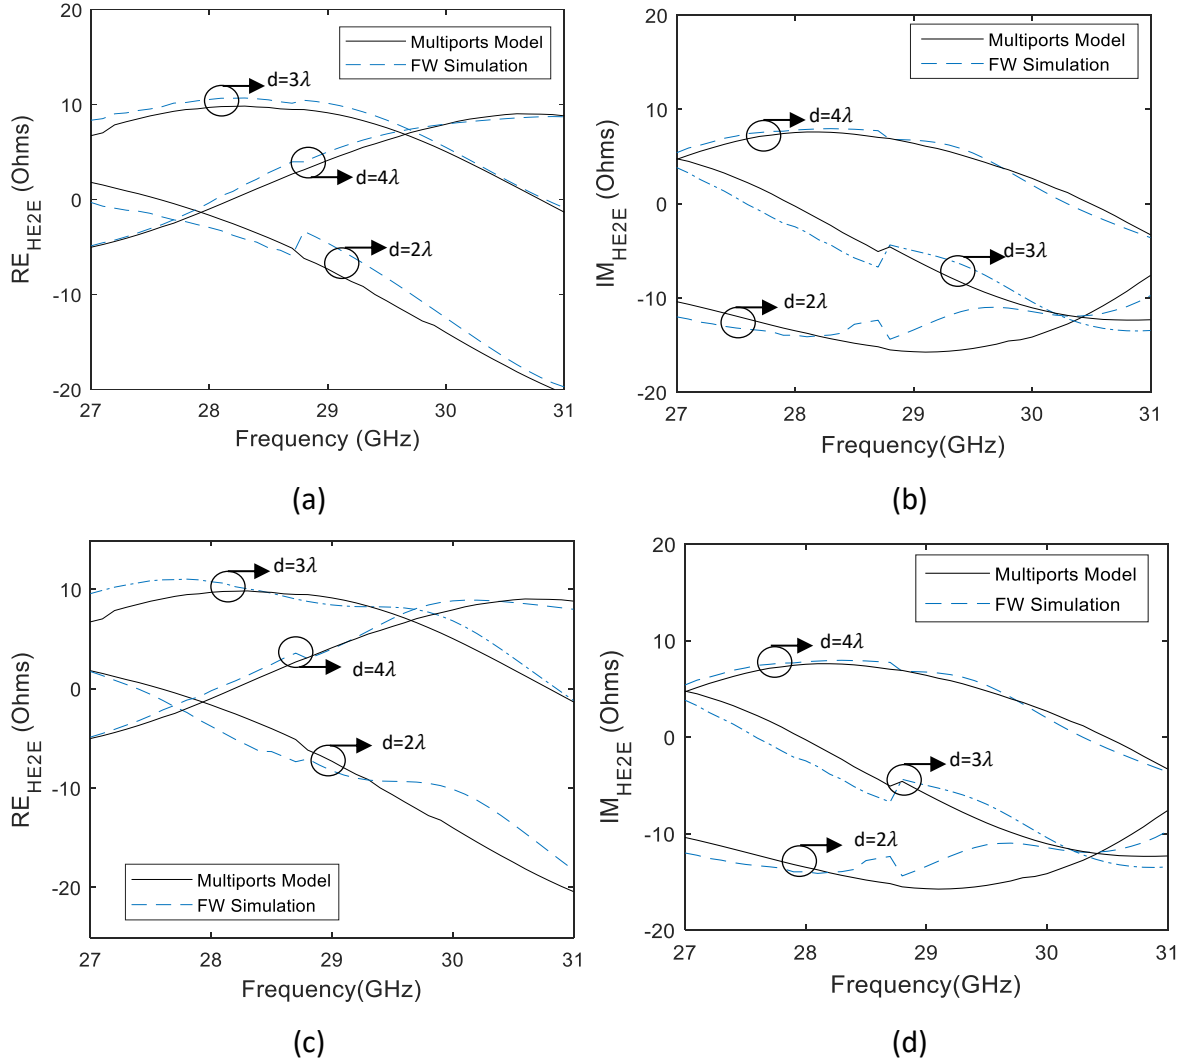 20
10
0
-10
-20
27
28
29
30
31
RE_HE2E (Ohms)
Frequency (GHz)
Multiports Model
FW Simulation
d=3λ
d=4λ
d=2λ
(a)
20
10
0
-10
-20
27
28
29
30
31
IM_HE2E (Ohms)
Frequency(GHz)
Multiports Model
FW Simulation
d=4λ
d=3λ
d=2λ
(b)
10
0
-10
-20
27
28
29
30
31
RE_HE2E (Ohms)
Frequency(GHz)
d=3λ
d=4λ
d=2λ
Multiports Model
FW Simulation
(c)
20
10
0
-10
-20
27
28
29
30
31
IM_HE2E (Ohms)
Frequency(GHz)
Multiports Model
FW Simulation
d=4λ
d=3λ
d=2λ
(d)